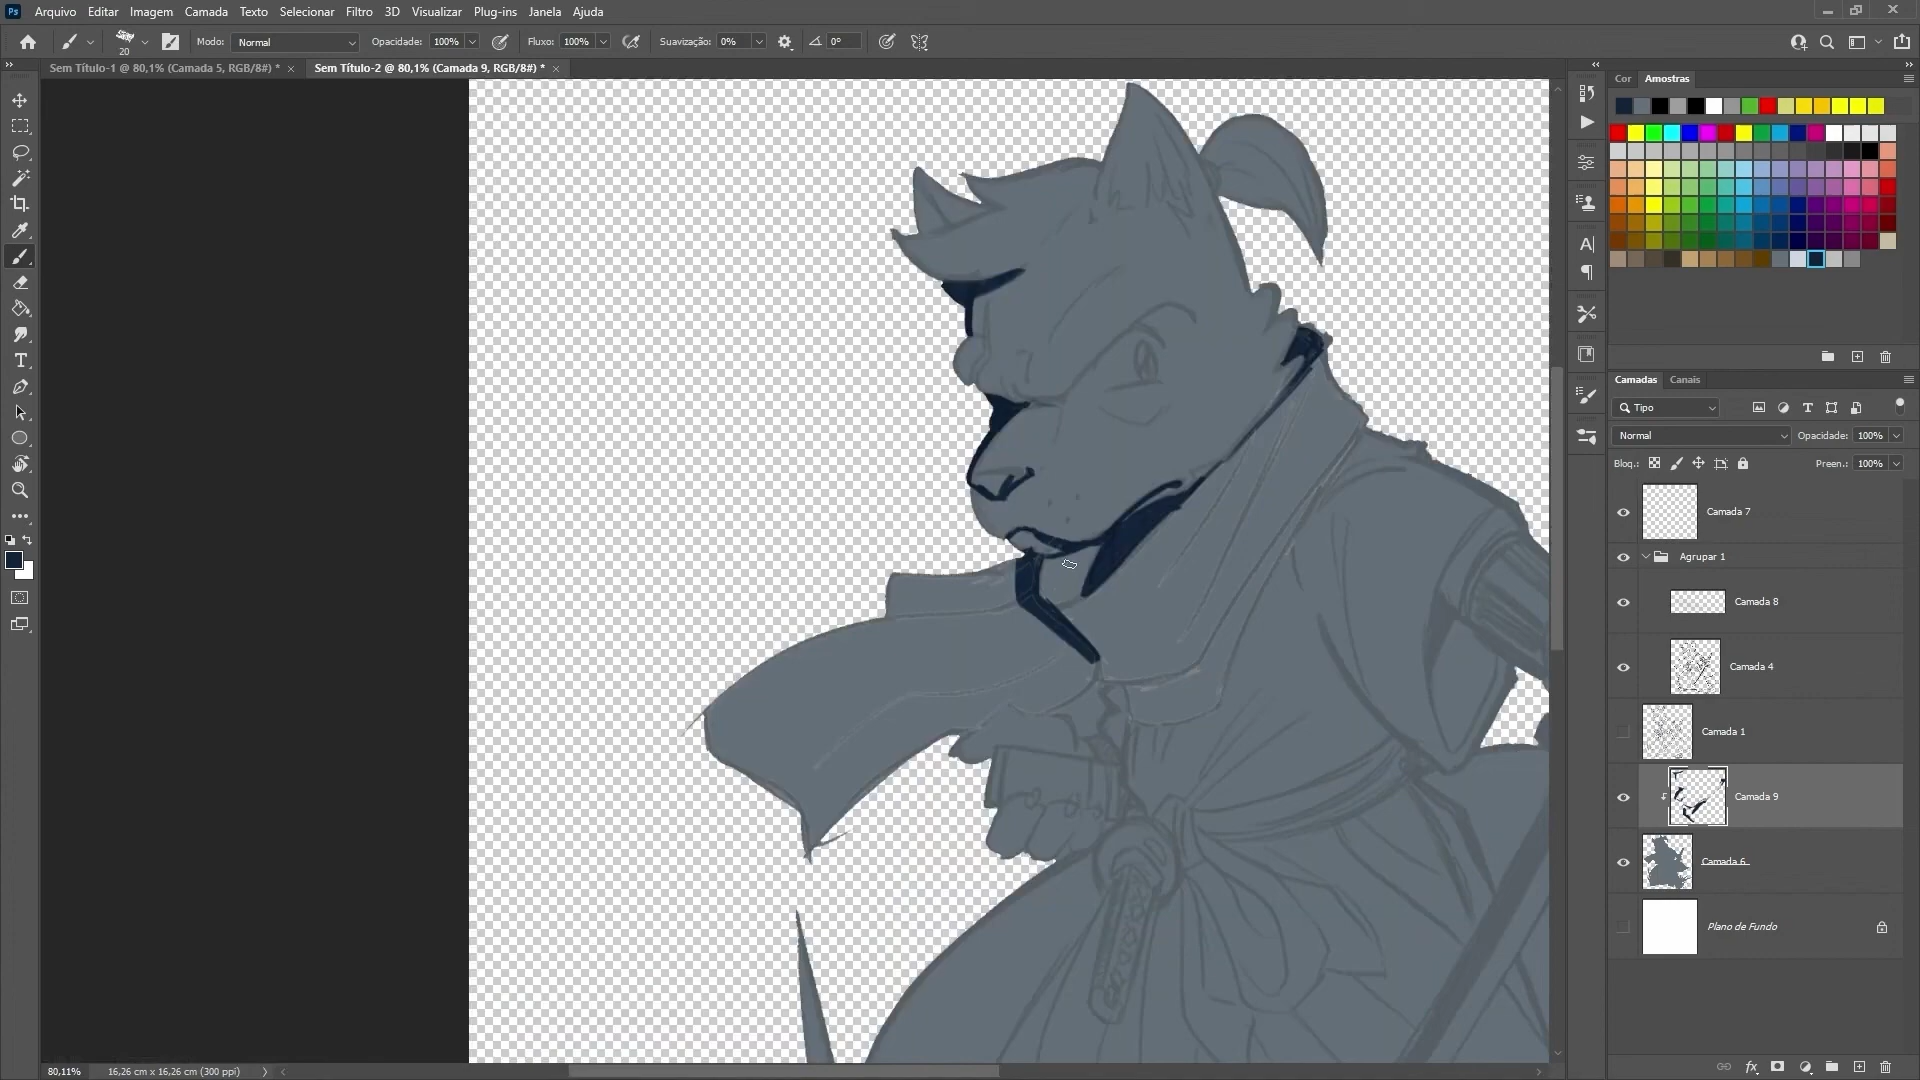 Ps Arquivo Editar Imagem Camada Texto Selecionar Filtro 3D Visualizar Plug-ins Janela Ajuda
20 Modo: Normal Opacidade: 100% Fluxo: 100% Suavização: 0% 0°
Sem Título-1 @ 80,1% (Camada 5, RGB/8#) * × Sem Título-2 @ 80,1% (Camada 9, RGB/8#) * ×
Cor Amostras
Camadas Canais
Tipo
Normal Opacidade: 100%
Bloq.: Preen.: 100%
Camada 7
Agrupar 1
Camada 8
Camada 4
Camada 1
Camada 9
Camada 6
Plano de Fundo
80,11% 16,26 cm x 16,26 cm (300 ppi)